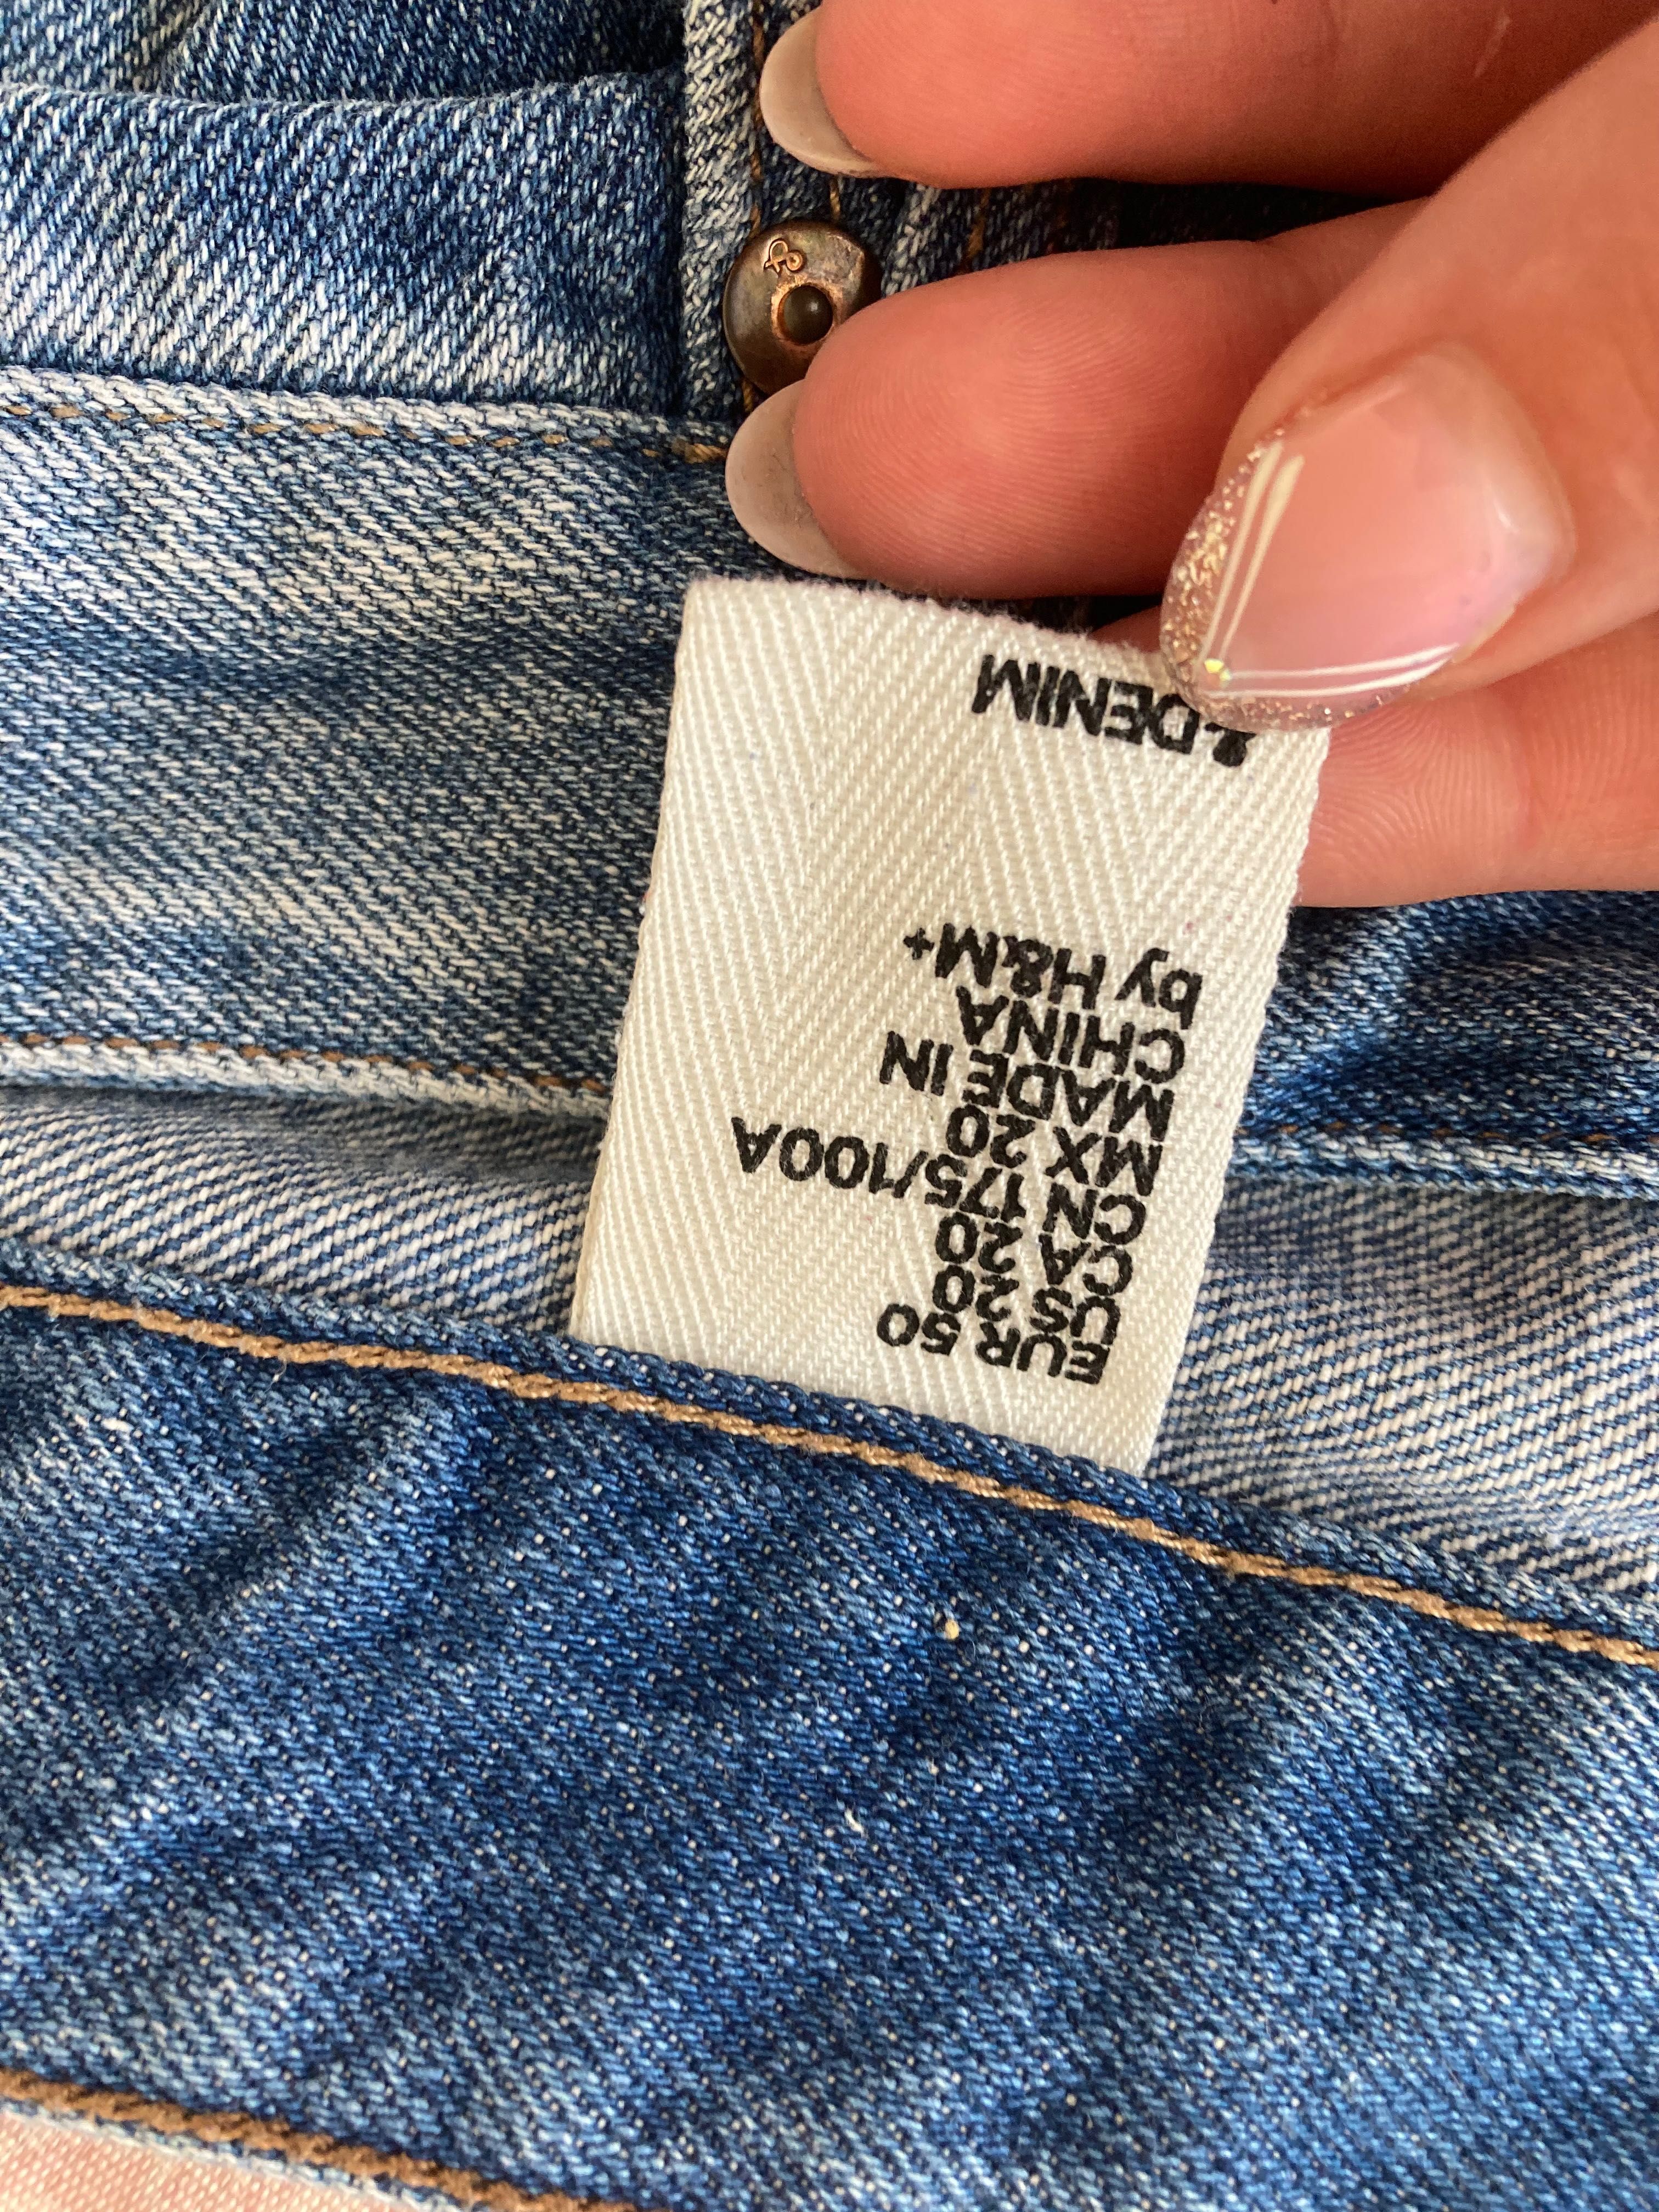 EUR 50
US 20
CA 20
CN 175/100A
MX 20
MADE IN
CHINA
by H&M+
&DENIM
&